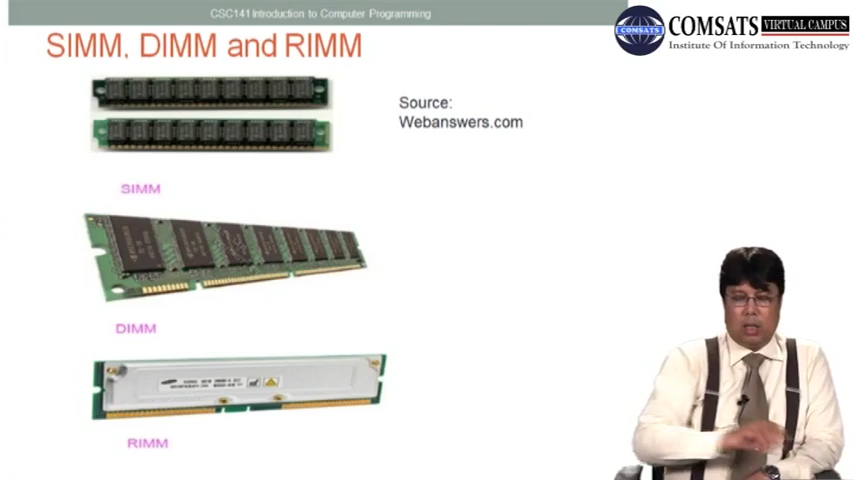 CSC141 Introduction to Computer Programming
SIMM, DIMM and RIMM
COMSATS
COMSATS VIRTUAL CAMPUS
Institute Of Information Technology
Source:
Webanswers.com
SIMM
DIMM
SAMSUNG
RIMM